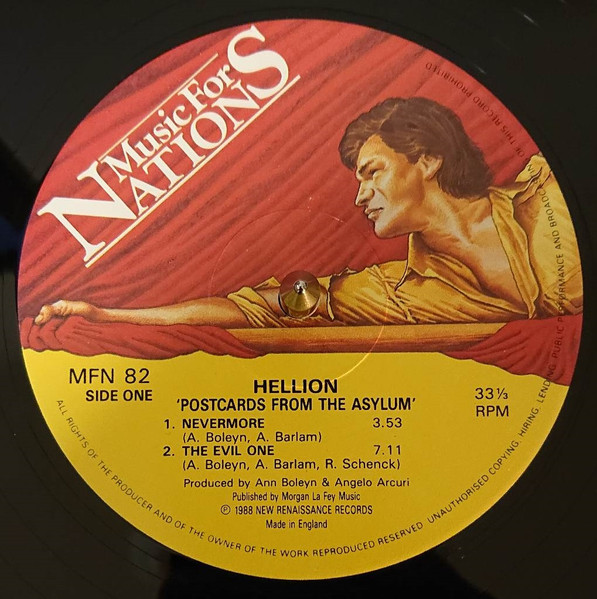 Music For
NATIONS
MFN 82
SIDE ONE
HELLION
'POSTCARDS FROM THE ASYLUM'
33⅓
RPM
1. NEVERMORE 3.53
(A. Boleyn, A. Barlam)
2. THE EVIL ONE 7.11
(A. Boleyn, A. Barlam, R. Schenck)
Produced by Ann Boleyn & Angelo Arcuri
Published by Morgan La Fey Music
℗ 1988 NEW RENAISSANCE RECORDS
Made in England
ALL RIGHTS OF THE PRODUCER AND OF THE OWNER OF THE WORK REPRODUCED RESERVED UNAUTHORISED COPYING. HIRING. LENDING. PUBLIC PERFORMANCE AND BROADCASTING OF THIS RECORD PROHIBITED